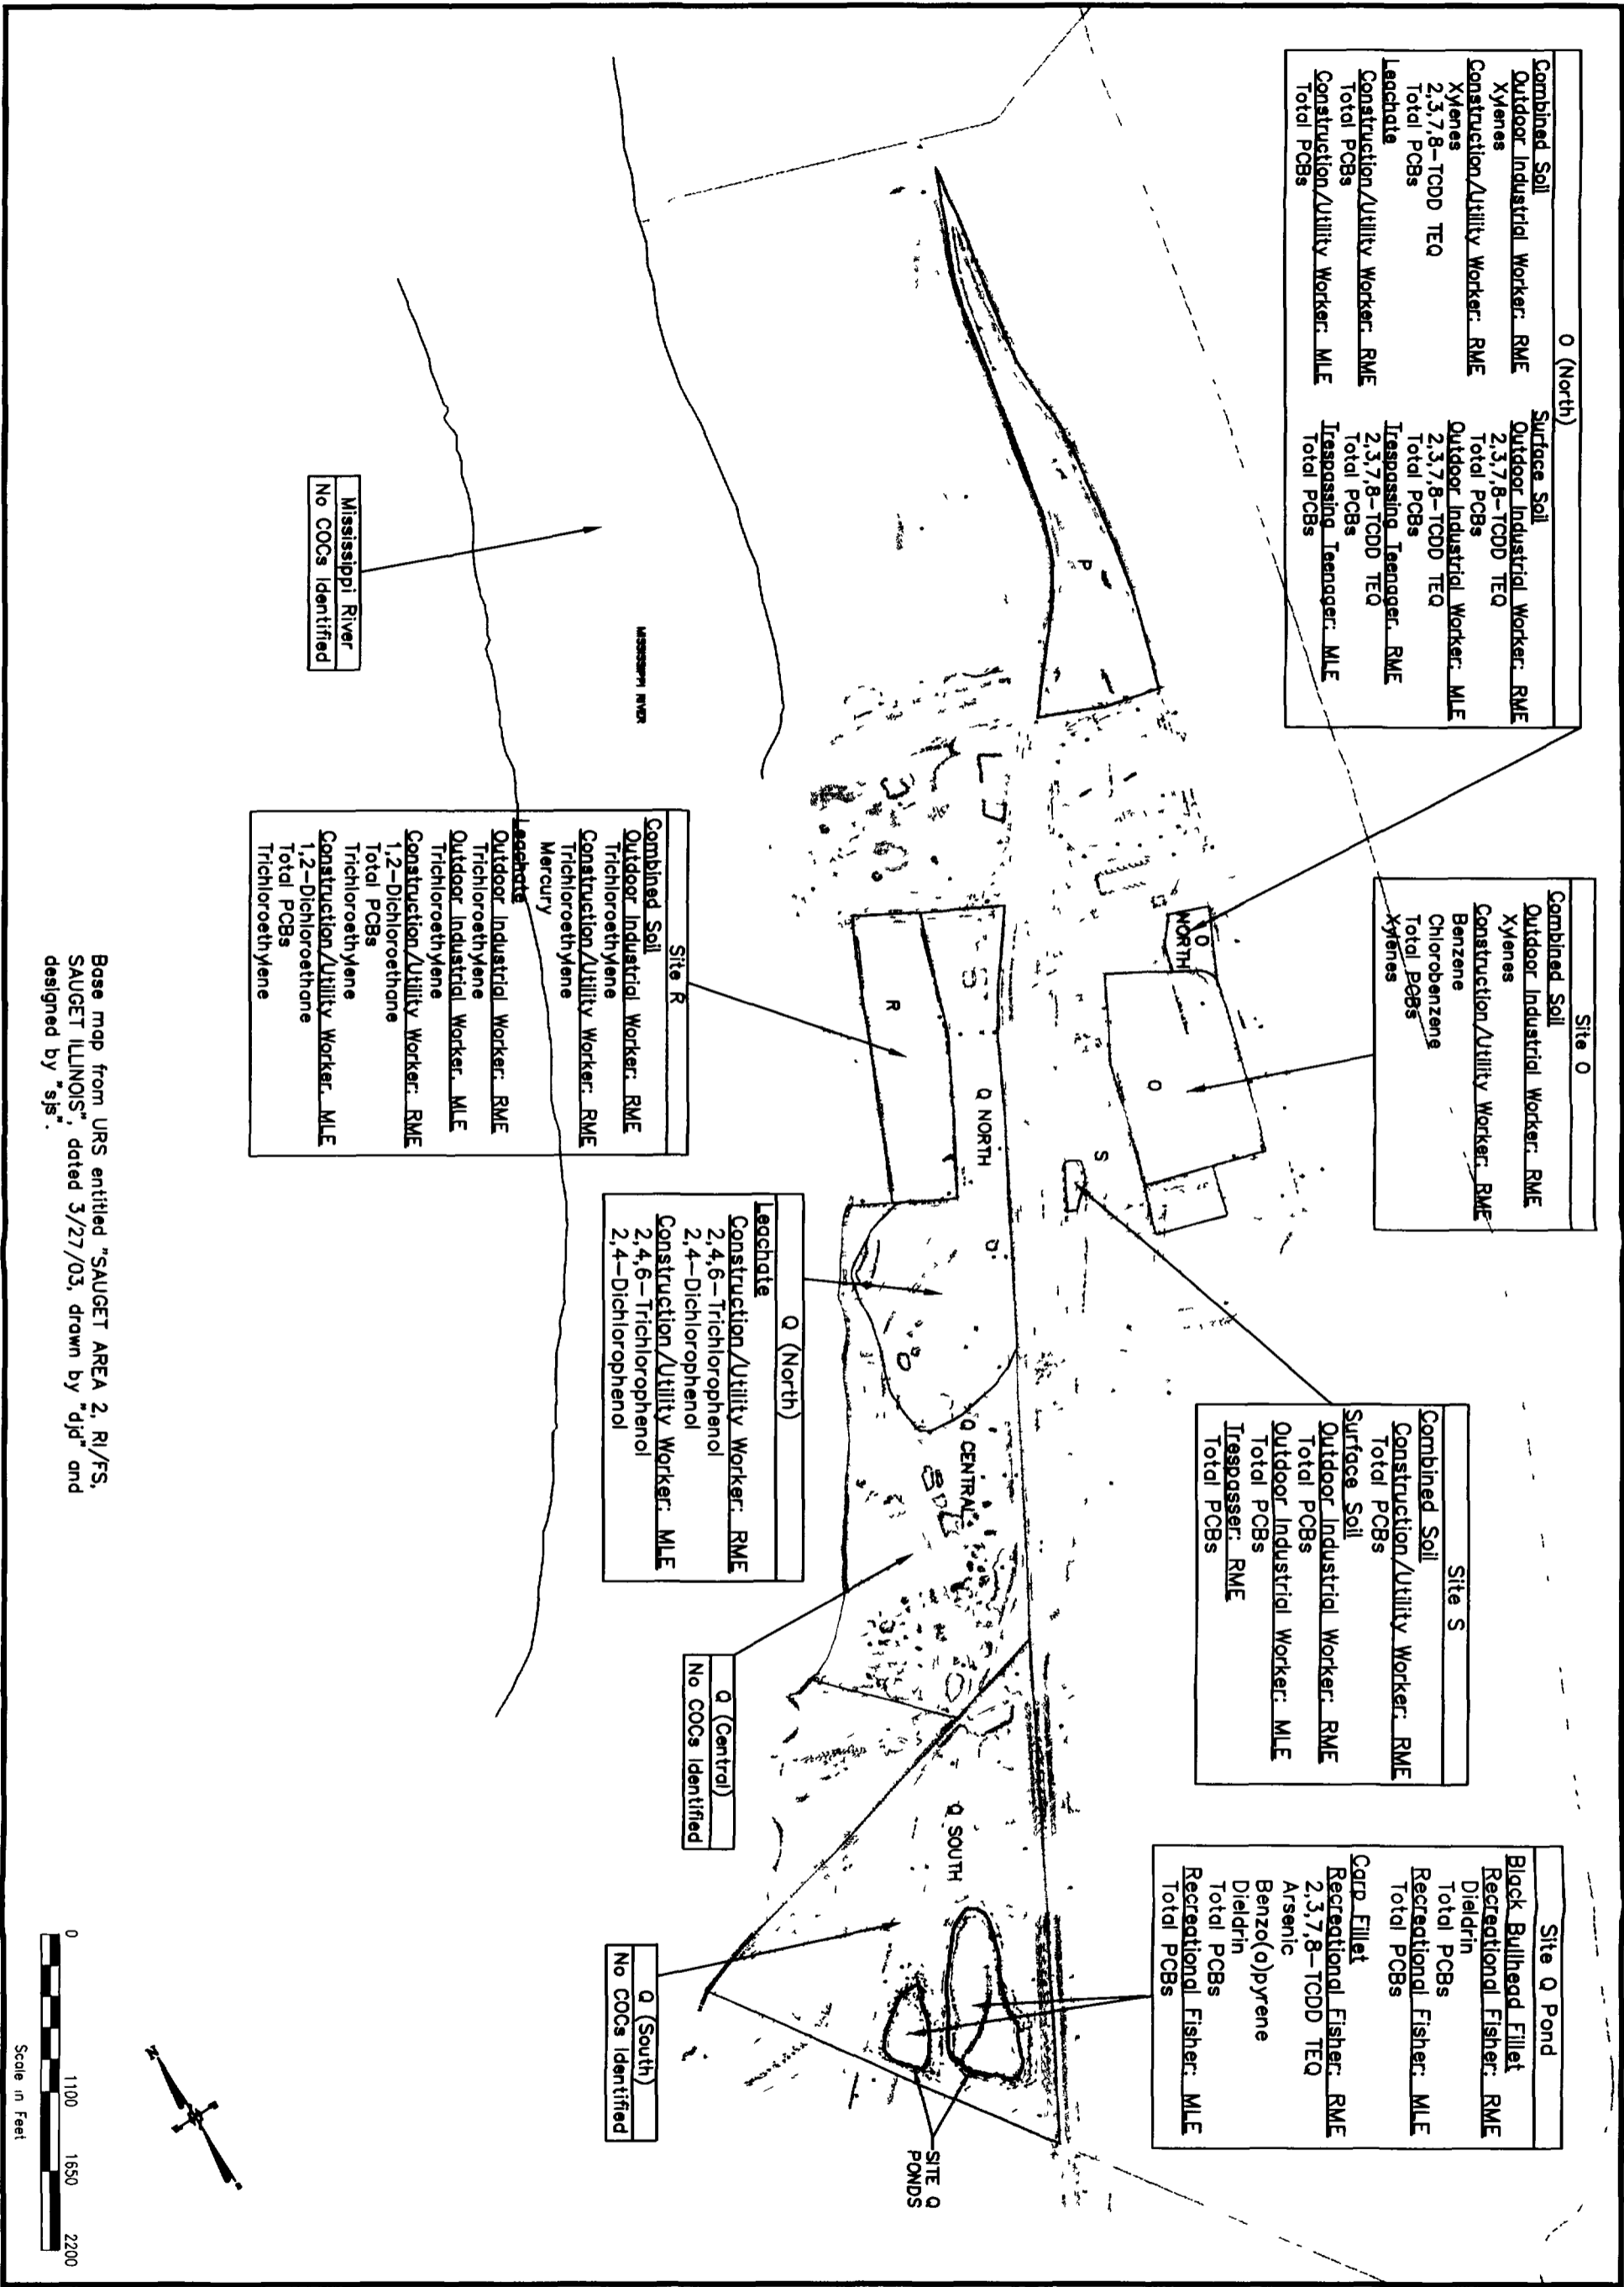 O (North)
Combined Soil
Outdoor Industrial Worker: RME
Xylenes
Construction/Utility Worker: RME
Xylenes
2,3,7,8-TCDD TEQ
Total PCBs
Leachate
Construction/Utility Worker: RME
Total PCBs
Construction/Utility Worker: MLE
Total PCBs
Surface Soil
Outdoor Industrial Worker: RME
2,3,7,8-TCDD TEQ
Total PCBs
Outdoor Industrial Worker: MLE
2,3,7,8-TCDD TEQ
Total PCBs
Trespassing Teenager. RME
2,3,7,8-TCDD TEQ
Total PCBs
Trespassing Teenager: MLE
Total PCBs
Site O
Combined Soil
Outdoor Industrial Worker: RME
Xylenes
Construction/Utility Worker: RME
Benzene
Chlorobenzene
Total PCBs
Xylenes
Site S
Combined Soil
Construction/Utility Worker: RME
Total PCBs
Surface Soil
Outdoor Industrial Worker: RME
Total PCBs
Outdoor Industrial Worker: MLE
Total PCBs
Trespasser: RME
Total PCBs
Site Q Pond
Black Bullhead Fillet
Recreational Fisher: RME
Dieldrin
Total PCBs
Recreational Fisher: MLE
Total PCBs
Carp Fillet
Recreational Fisher: RME
2,3,7,8-TCDD TEQ
Arsenic
Benzo(a)pyrene
Dieldrin
Total PCBs
Recreational Fisher: MLE
Total PCBs
P
O
NORTH
O
S
R
Q NORTH
Q CENTRAL
Q SOUTH
SITE Q
PONDS
MISSISSIPPI RIVER
Mississippi River
No COCs Identified
Site R
Combined Soil
Outdoor Industrial Worker: RME
Trichloroethylene
Construction/Utility Worker: RME
Trichloroethylene
Mercury
Leachate
Outdoor Industrial Worker: RME
Trichloroethylene
Outdoor Industrial Worker. MLE
Trichloroethylene
Construction/Utility Worker: RME
1,2-Dichloroethane
Total PCBs
Trichloroethylene
Construction/Utility Worker. MLE
1,2-Dichloroethane
Total PCBs
Trichloroethylene
Q (North)
Leachate
Construction/Utility Worker: RME
2,4,6-Trichlorophenol
2,4-Dichlorophenol
Construction/Utility Worker: MLE
2,4,6-Trichlorophenol
2,4-Dichlorophenol
Q (Central)
No COCs Identified
Q (South)
No COCs Identified
Base map from URS entitled "SAUGET AREA 2, RI/FS,
SAUGET ILLINOIS", dated 3/27/03, drawn by "djd" and
designed by "sjs".
0 1100 1650 2200
Scale in Feet
N